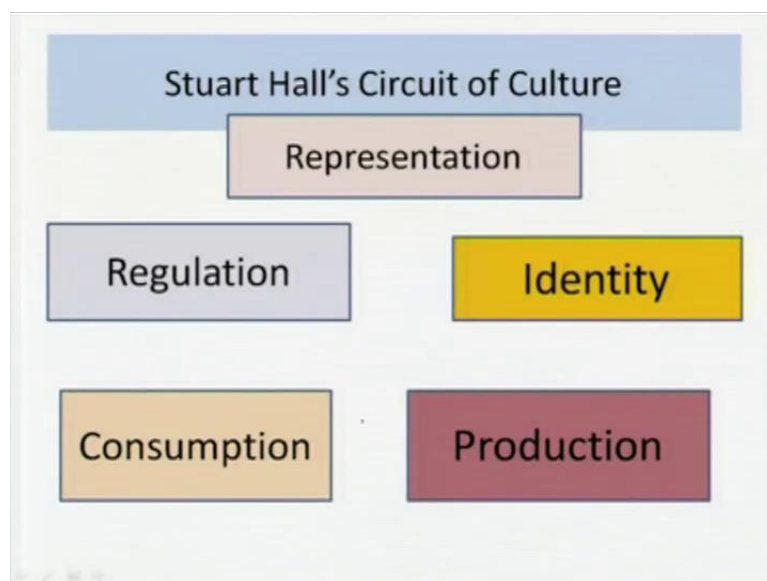 Stuart Hall’s Circuit of Culture
Representation
Regulation
Identity
Consumption
Production